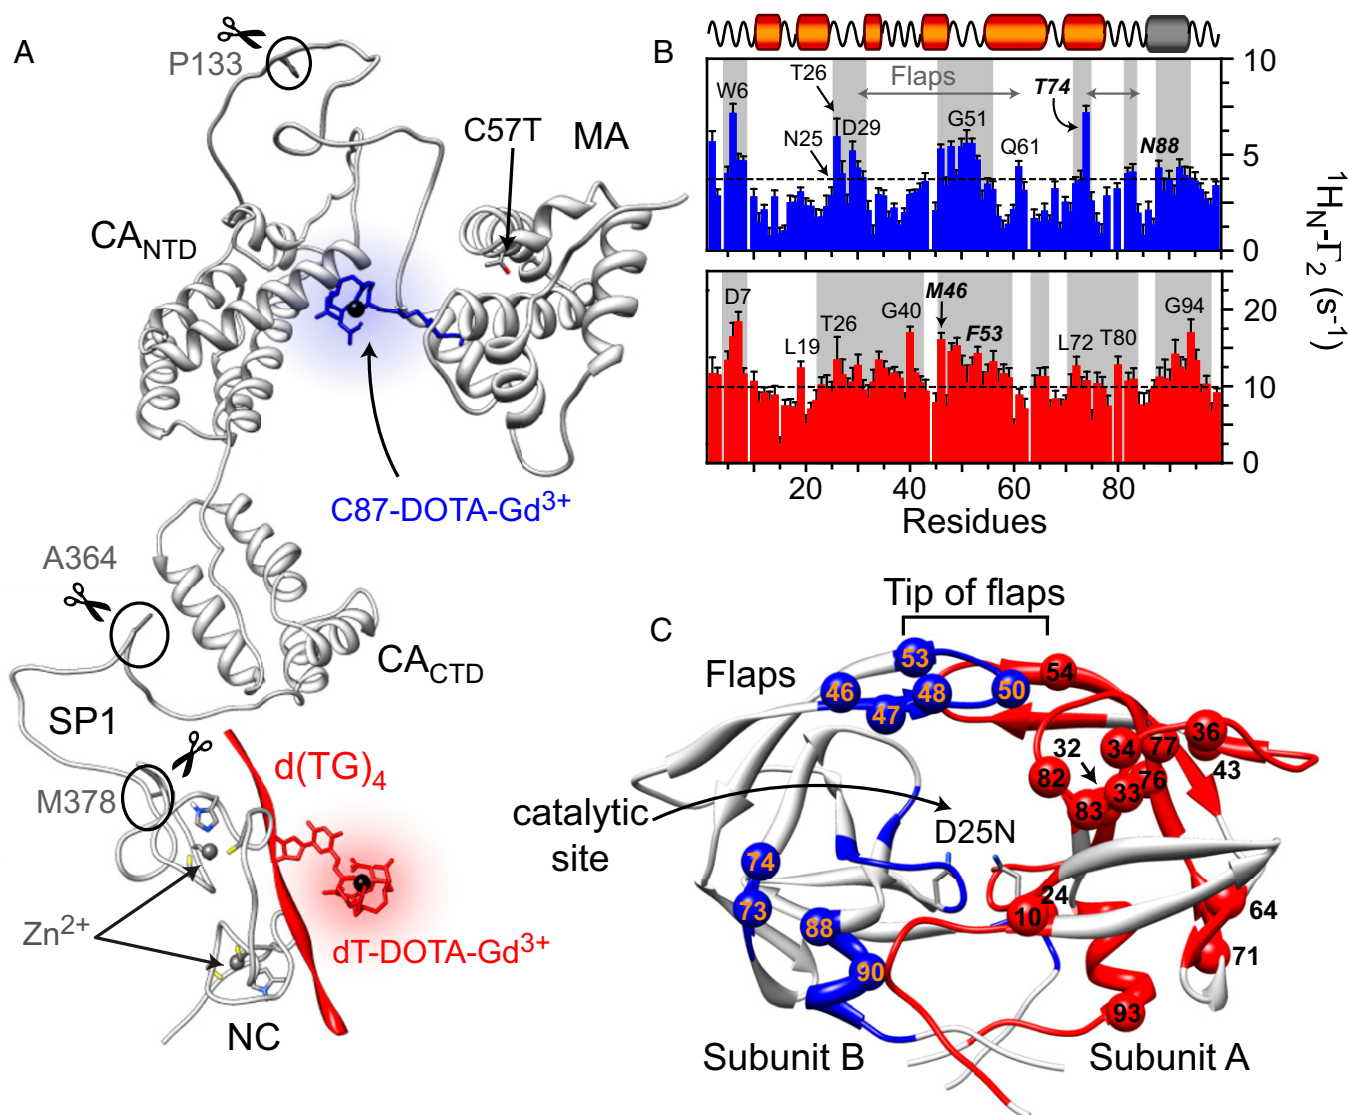 A
P133
C57T
MA
CA_NTD
C87-DOTA-Gd³⁺
A364
CA_CTD
SP1
d(TG)₄
M378
Zn²⁺
dT-DOTA-Gd³⁺
NC
B
10
T26
Flaps
T74
W6
N25
D29
G51
Q61
N88
5
0
¹H_N-Γ₂ (s⁻¹)
M46
20
D7
L19
T26
G40
F53
L72
T80
G94
10
0
20 40 60 80
Residues
C
Tip of flaps
Flaps
53
54
46
48
50
47
36
34
77
32
43
82
76
33
83
catalytic
site
D25N
74
73
24
10
64
88
71
90
93
Subunit B
Subunit A